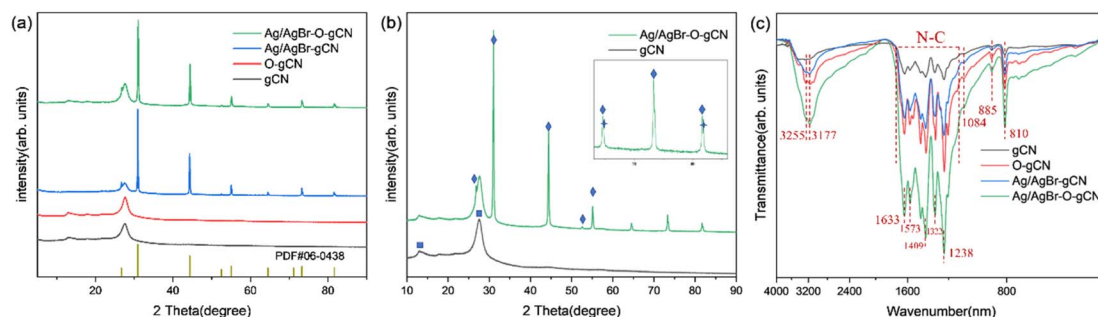 (a)
Ag/AgBr-O-gCN
Ag/AgBr-gCN
O-gCN
gCN
intensity(arb. units)
PDF#06-0438
20 40 60 80
2 Theta(degree)
(b)
Ag/AgBr-O-gCN
gCN
intensity(arb. units)
10 20 30 40 50 60 70 80 90
2 Theta(degree)
(c)
N-C
3255 3177
1084
885
810
gCN
O-gCN
Ag/AgBr-gCN
Ag/AgBr-O-gCN
1633
1573
1409
1322
1238
Transmittance(arb. units)
4000 3200 2400 1600 800
Wavenumber(nm)